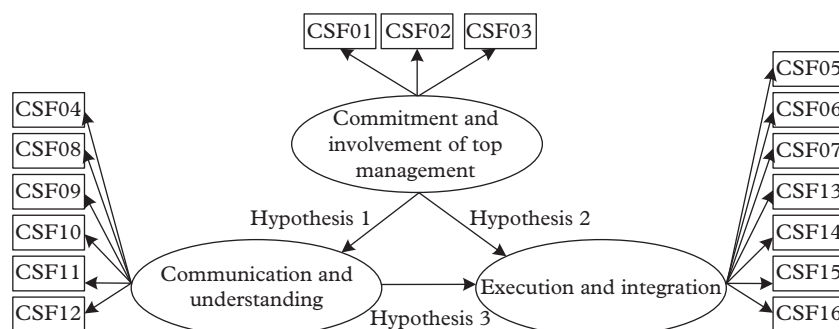 CSF01
CSF02
CSF03
CSF04
CSF08
CSF09
CSF10
CSF11
CSF12
Commitment and
involvement of top
management
CSF05
CSF06
CSF07
CSF13
CSF14
CSF15
CSF16
Hypothesis 1
Hypothesis 2
Communication and
understanding
Execution and integration
Hypothesis 3